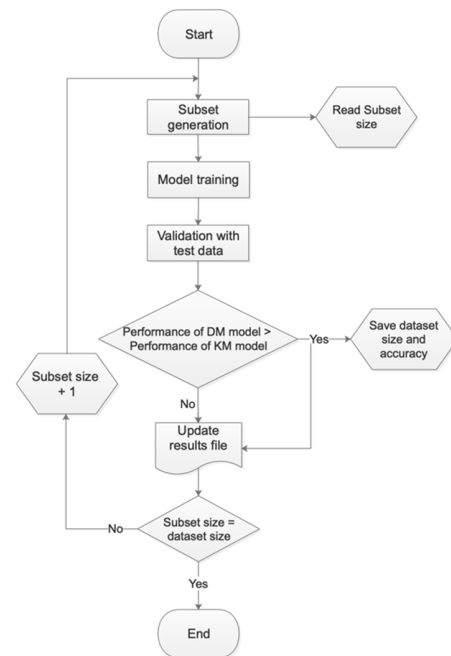 Start
Subset
generation
Read Subset
size
Model training
Validation with
test data
Performance of DM model >
Performance of KM model
Yes
Save dataset
size and
accuracy
Subset size
+ 1
No
Update
results file
Subset size =
dataset size
No
Yes
End